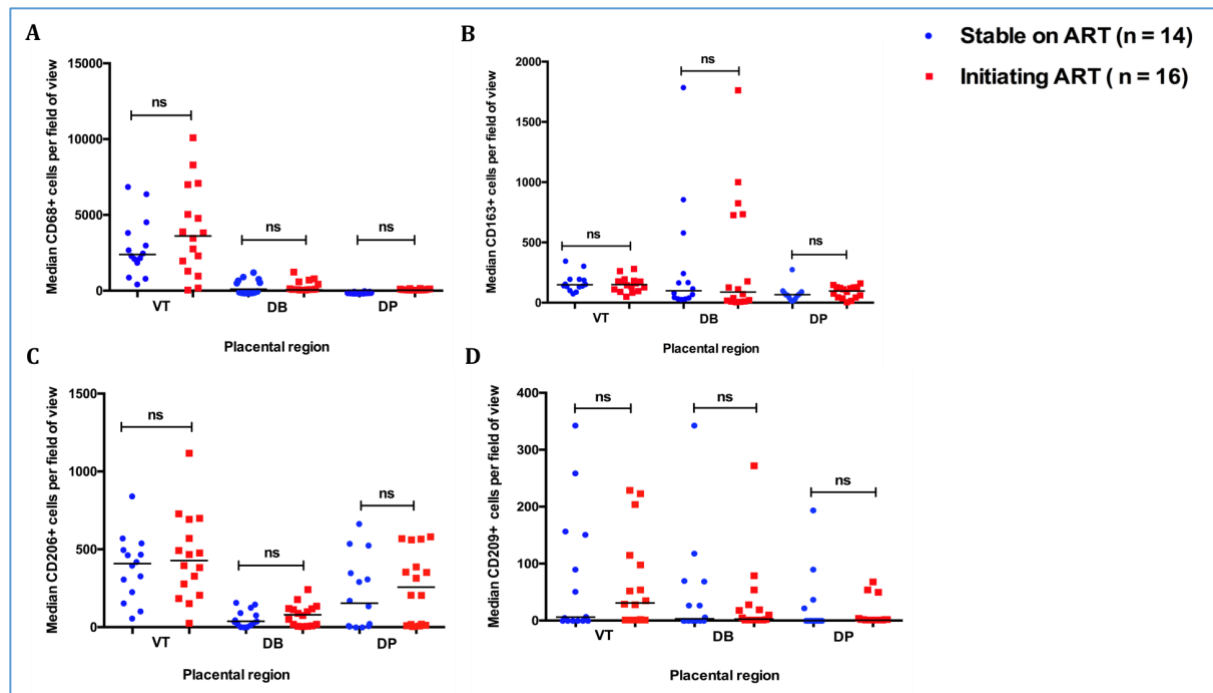 A
Median CD68+ cells per field of view
15000
10000
5000
0
ns
ns
ns
VT
DB
DP
Placental region
B
Median CD163+ cells per field of view
2000
1500
1000
500
0
ns
ns
ns
VT
DB
DP
Placental region
Stable on ART (n = 14)
Initiating ART ( n = 16)
C
Median CD206+ cells per field of view
1500
1000
500
0
ns
ns
ns
VT
DB
DP
Placental region
D
Median CD209+ cells per field of view
400
300
200
100
0
ns
ns
ns
VT
DB
DP
Placental region